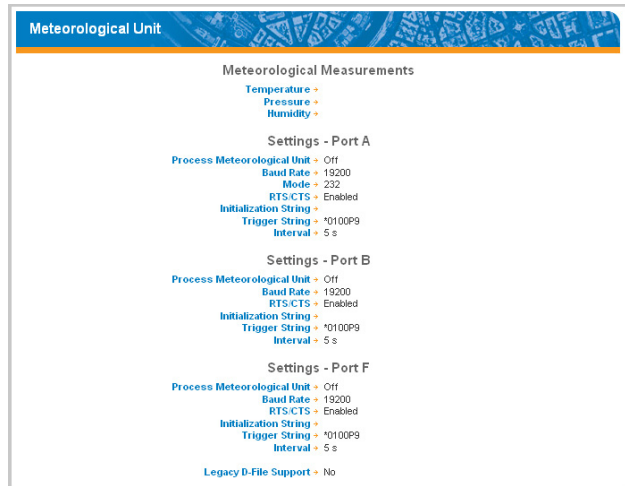 Meteorological Unit
Meteorological Measurements
Temperature →
Pressure →
Humidity →
Settings - Port A
Process Meteorological Unit → Off
Baud Rate → 19200
Mode → 232
RTS/CTS → Enabled
Initialization String →
Trigger String → *0100P9
Interval → 5 s
Settings - Port B
Process Meteorological Unit → Off
Baud Rate → 19200
RTS/CTS → Enabled
Initialization String →
Trigger String → *0100P9
Interval → 5 s
Settings - Port F
Process Meteorological Unit → Off
Baud Rate → 19200
RTS/CTS → Enabled
Initialization String →
Trigger String → *0100P9
Interval → 5 s
Legacy D-File Support → No